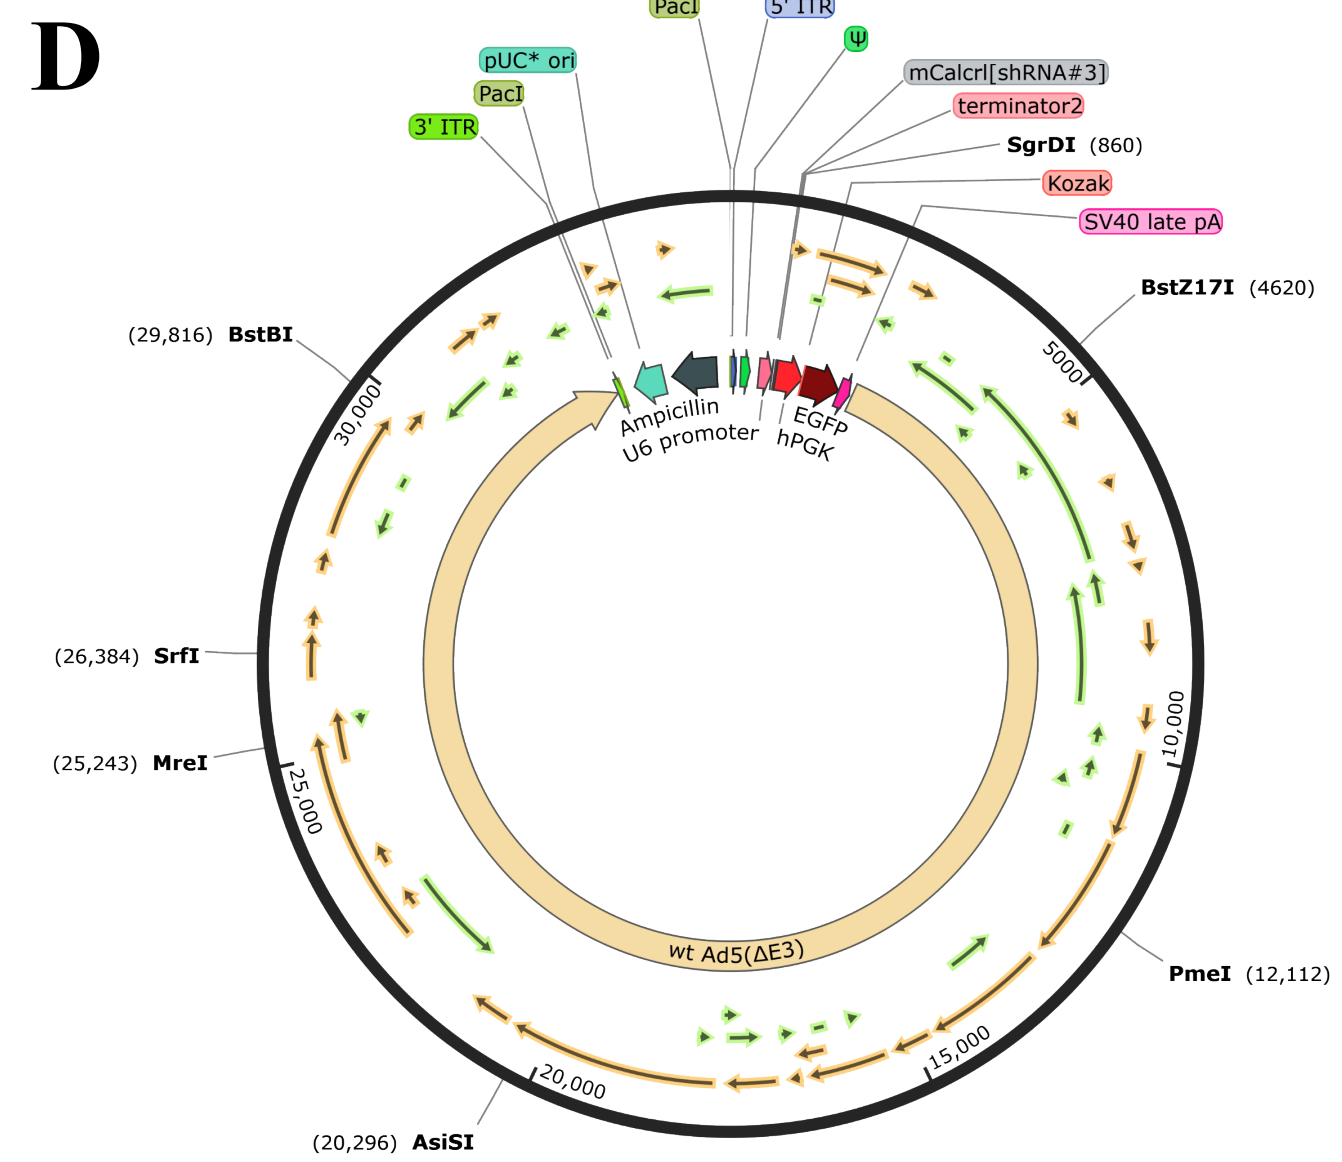 D
PacI
5' ITR
Ψ
pUC* ori
mCalcrl[shRNA#3]
PacI
terminator2
3' ITR
SgrDI (860)
Kozak
SV40 late pA
BstZ17I (4620)
(29,816) BstBI
5000
30,000
Ampicillin
EGFP
U6 promoter
hPGK
(26,384) SrfI
10,000
(25,243) MreI
25,000
wt Ad5(ΔE3)
PmeI (12,112)
15,000
20,000
(20,296) AsiSI